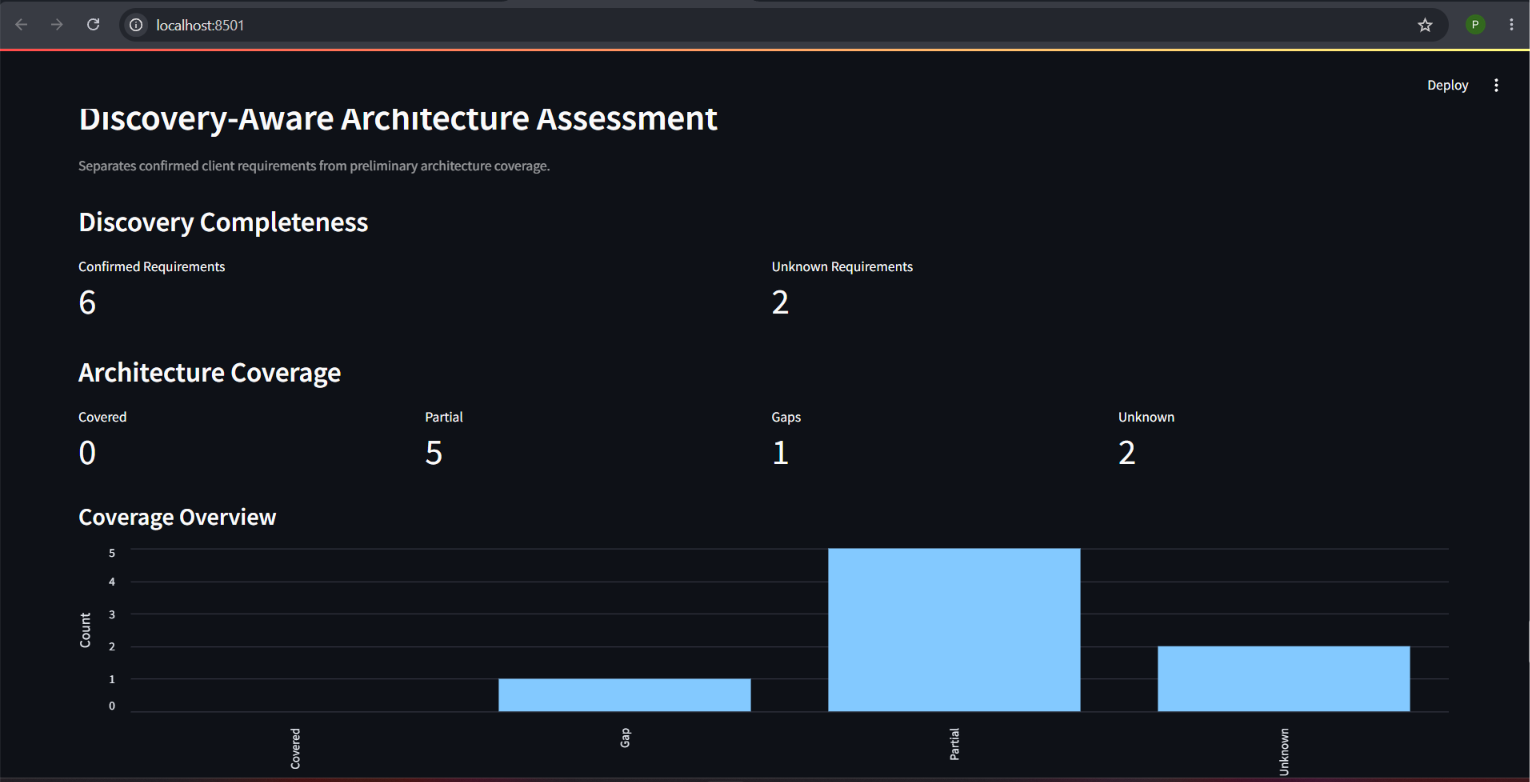 localhost:8501
P
Deploy
Discovery-Aware Architecture Assessment
Separates confirmed client requirements from preliminary architecture coverage.
Discovery Completeness
Confirmed Requirements
Unknown Requirements
6
2
Architecture Coverage
Covered
Partial
Gaps
Unknown
0
5
1
2
Coverage Overview
5
4
3
2
1
0
Count
Covered
Gap
Partial
Unknown